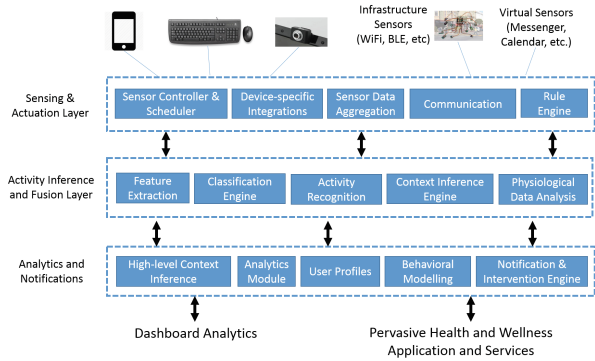 Infrastructure
Sensors
(WiFi, BLE, etc)
Virtual Sensors
(Messenger,
Calendar, etc.)
Sensing &
Actuation Layer
Sensor Controller &
Scheduler
Device-specific
Integrations
Sensor Data
Aggregation
Communication
Rule
Engine
Activity Inference
and Fusion Layer
Feature
Extraction
Classification
Engine
Activity
Recognition
Context Inference
Engine
Physiological
Data Analysis
Analytics and
Notifications
High-level Context
Inference
Analytics
Module
User Profiles
Behavioral
Modelling
Notification &
Intervention Engine
Dashboard Analytics
Pervasive Health and Wellness
Application and Services